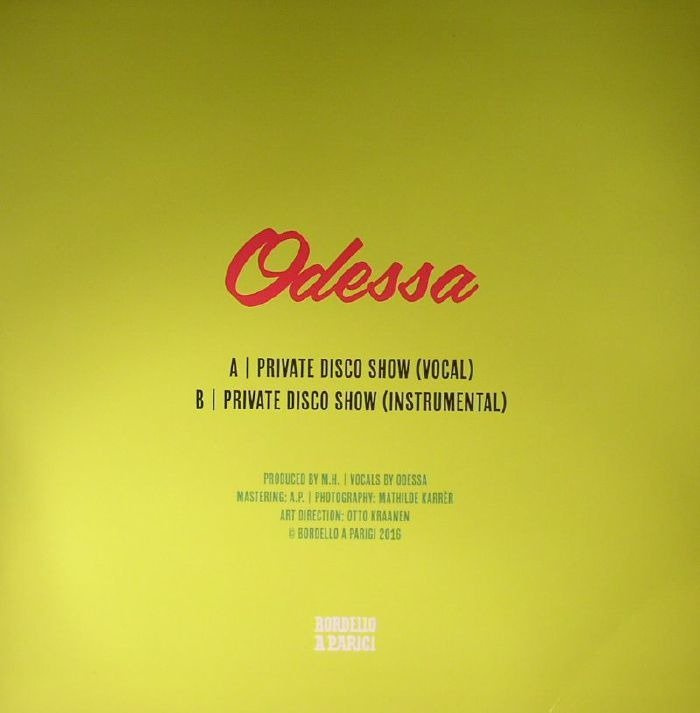 Odessa
A | PRIVATE DISCO SHOW (VOCAL)
B | PRIVATE DISCO SHOW (INSTRUMENTAL)
PRODUCED BY M.H. | VOCALS BY ODESSA
MASTERING: A.P. | PHOTOGRAPHY: MATHILDE KARRÈR
ART DIRECTION: OTTO KRAANEN
© BORDELLO A PARIGI 2016
BORDELLO
A PARIGI